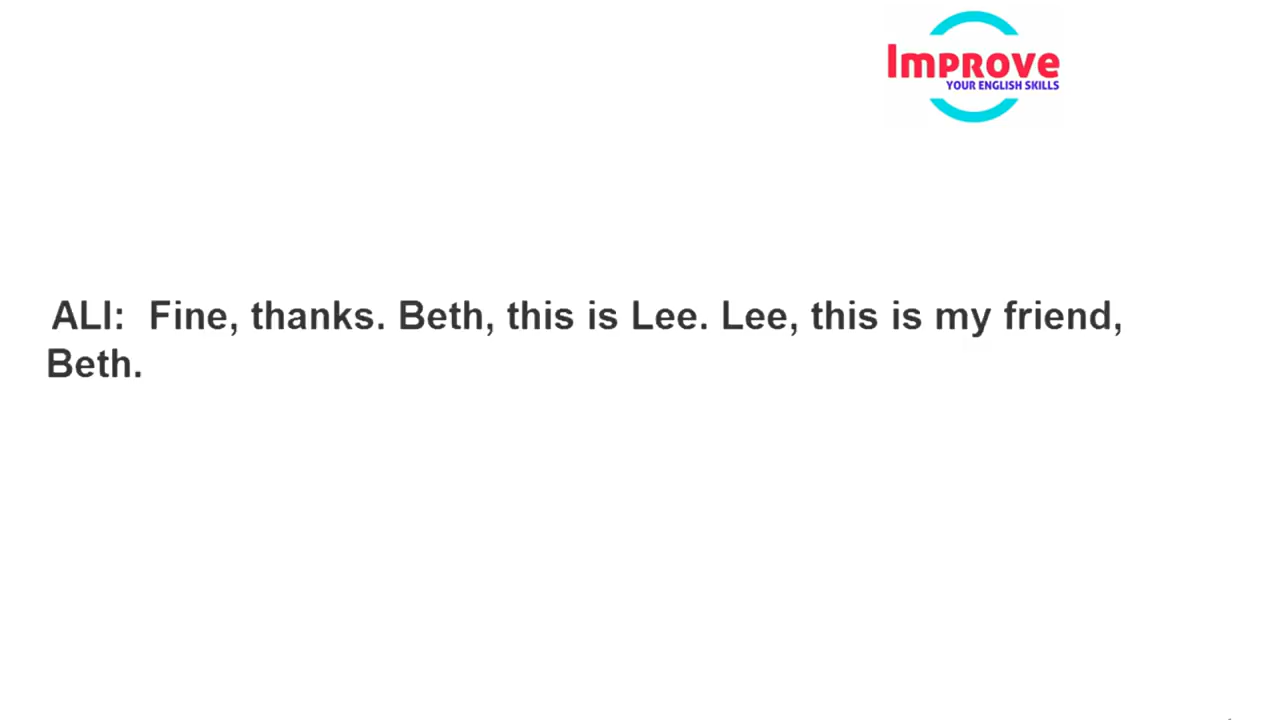 Improve
YOUR ENGLISH SKILLS
ALI: Fine, thanks. Beth, this is Lee. Lee, this is my friend,
Beth.